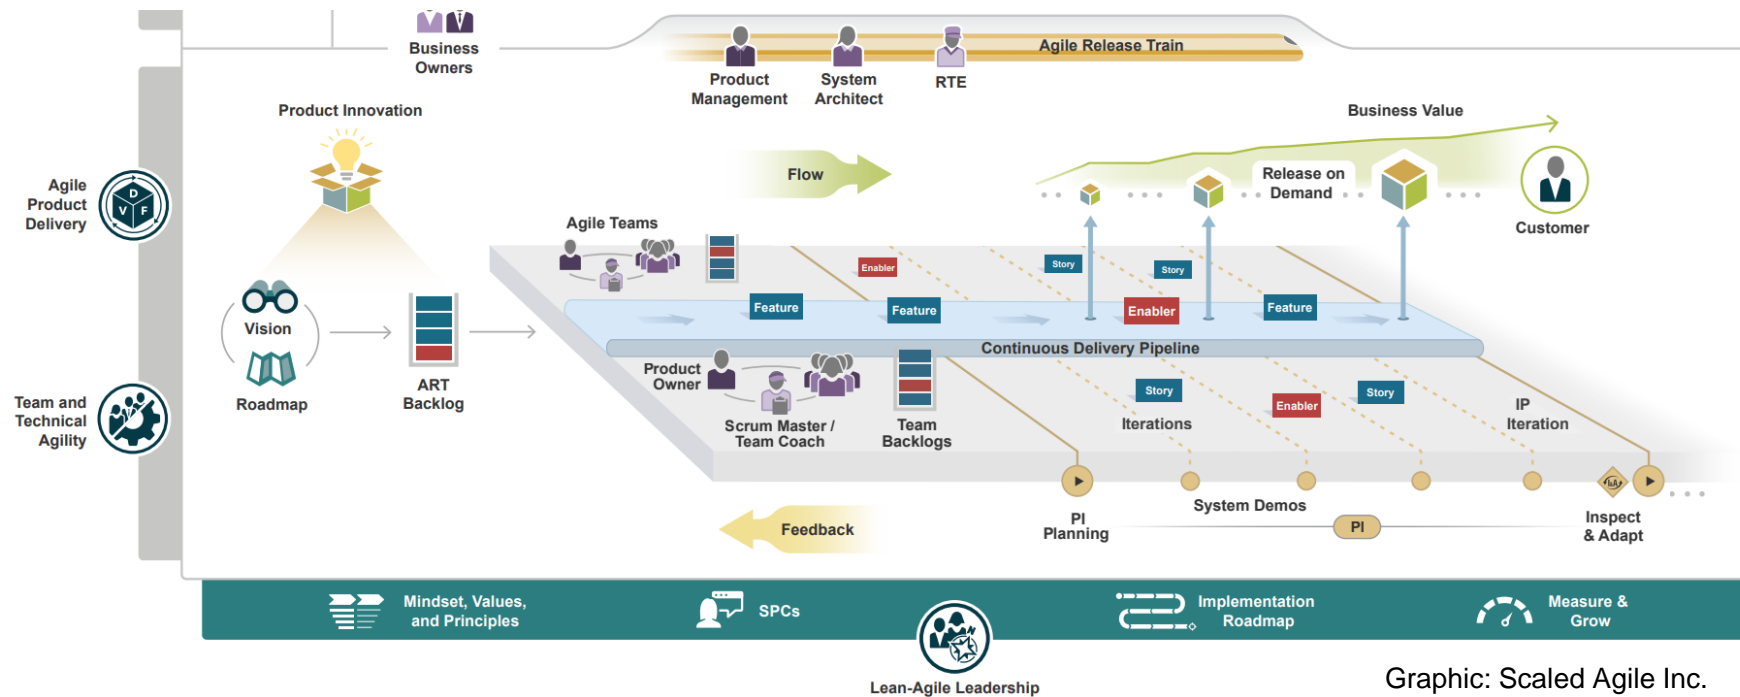 Business
Owners
Agile Release Train
Product
Management
System
Architect
RTE
Product Innovation
Business Value
Agile
Product
Delivery
D
V
F
Flow
Release on
Demand
Customer
Agile Teams
Enabler
Story
Story
Feature
Feature
Enabler
Feature
Vision
Roadmap
ART
Backlog
Continuous Delivery Pipeline
Product
Owner
Scrum Master /
Team Coach
Team
Backlogs
Story
Iterations
Enabler
Story
IP
Iteration
Team and
Technical
Agility
PI
Planning
System Demos
PI
I&A
Inspect
& Adapt
Feedback
Mindset, Values,
and Principles
SPCs
Implementation
Roadmap
Measure &
Grow
Lean-Agile Leadership
Graphic: Scaled Agile Inc.